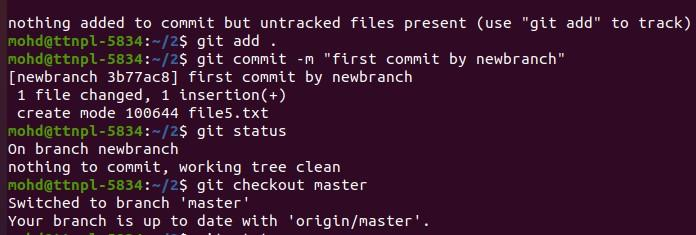 nothing added to commit but untracked files present (use "git add" to track)
mohd@ttnpl-5834:~/2$ git add .
mohd@ttnpl-5834:~/2$ git commit -m "first commit by newbranch"
[newbranch 3b77ac8] first commit by newbranch
 1 file changed, 1 insertion(+)
 create mode 100644 file5.txt
mohd@ttnpl-5834:~/2$ git status
On branch newbranch
nothing to commit, working tree clean
mohd@ttnpl-5834:~/2$ git checkout master
Switched to branch 'master'
Your branch is up to date with 'origin/master'.